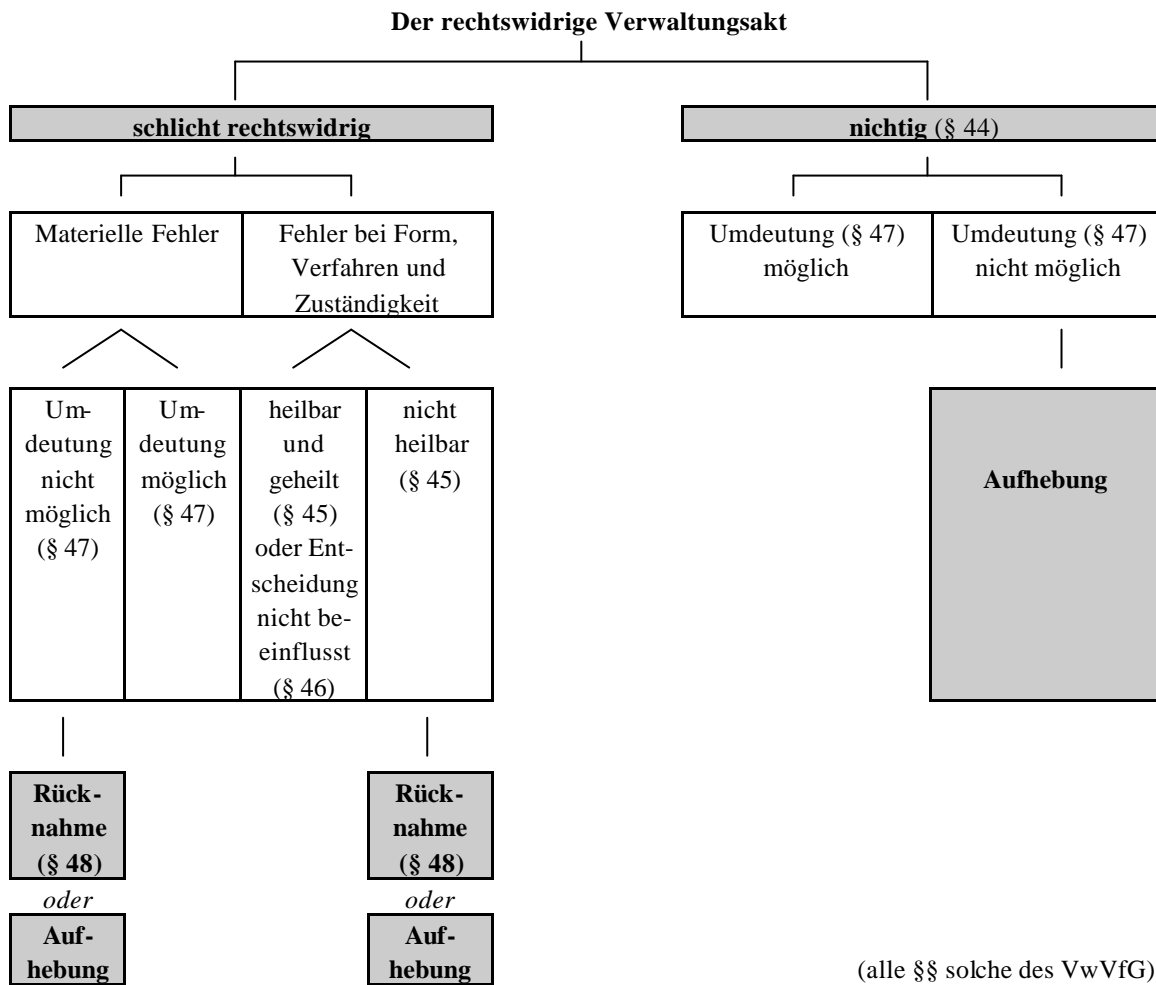 Der rechtswidrige Verwaltungsakt
schlicht rechtswidrig
nichtig (§ 44)
Materielle Fehler
Fehler bei Form,
Verfahren und
Zuständigkeit
Umdeutung (§ 47)
möglich
Umdeutung (§ 47)
nicht möglich
Um-
deutung
nicht
möglich
(§ 47)
Um-
deutung
möglich
(§ 47)
heilbar
und
geheilt
(§ 45)
oder Ent-
scheidung
nicht be-
einflusst
(§ 46)
nicht
heilbar
(§ 45)
Aufhebung
Rück-
nahme
(§ 48)
oder
Auf-
hebung
Rück-
nahme
(§ 48)
oder
Auf-
hebung
(alle §§ solche des VwVfG)